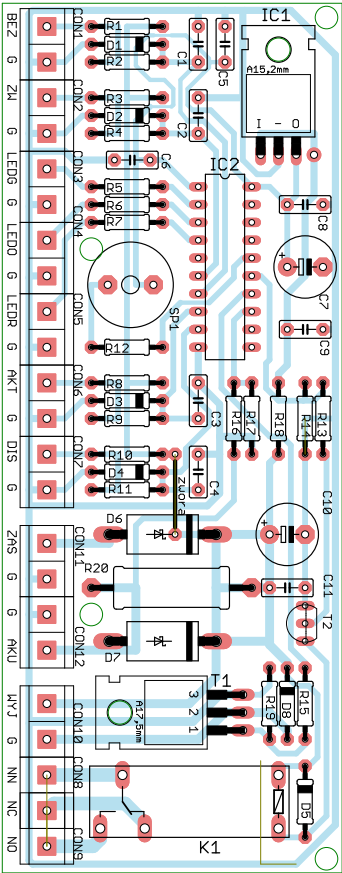 BEZ
CON1
R1
D1
R2
C1
C5
IC1
A15,2mm
I - O
G
ZW
CON2
R3
D2
R4
C2
G
C6
IC2
LEDG
CON3
R5
R6
R7
G
C8
LEDO
CON4
G
+
C7
SP1
LEDR
CON5
G
R12
C9
AKT
CON6
R8
D3
R9
C3
G
R16
R17
R18
R14
R13
DIS
CON7
R10
D4
R11
C4
zwora
G
ZAS
CON11
D6
C10
+
G
R20
C11
G
T2
AKU
CON12
D7
WYJ
CON10
T1
A17,5mm
3
2
1
R19
D8
R15
G
NN
CON8
NC
D5
NO
CON9
K1